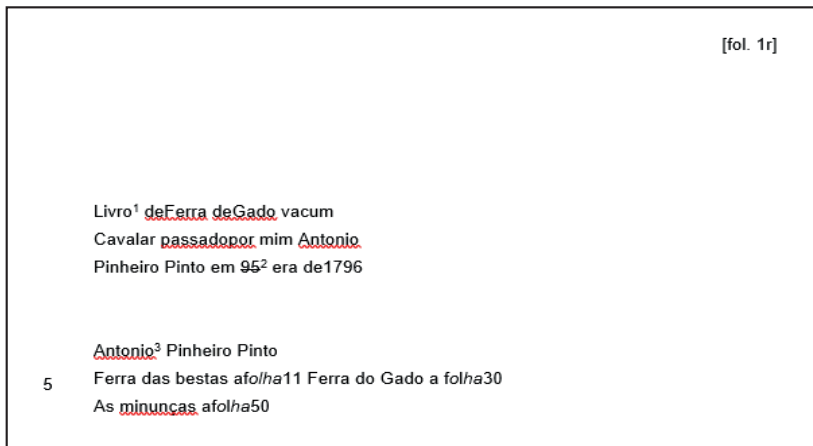 [fol. 1r]
Livro¹ deFerra deGado vacum
Cavalar passadopor mim Antonio
Pinheiro Pinto em 95² era de1796
Antonio³ Pinheiro Pinto
5 Ferra das bestas afolha11 Ferra do Gado a folha30
As minunças afolha50